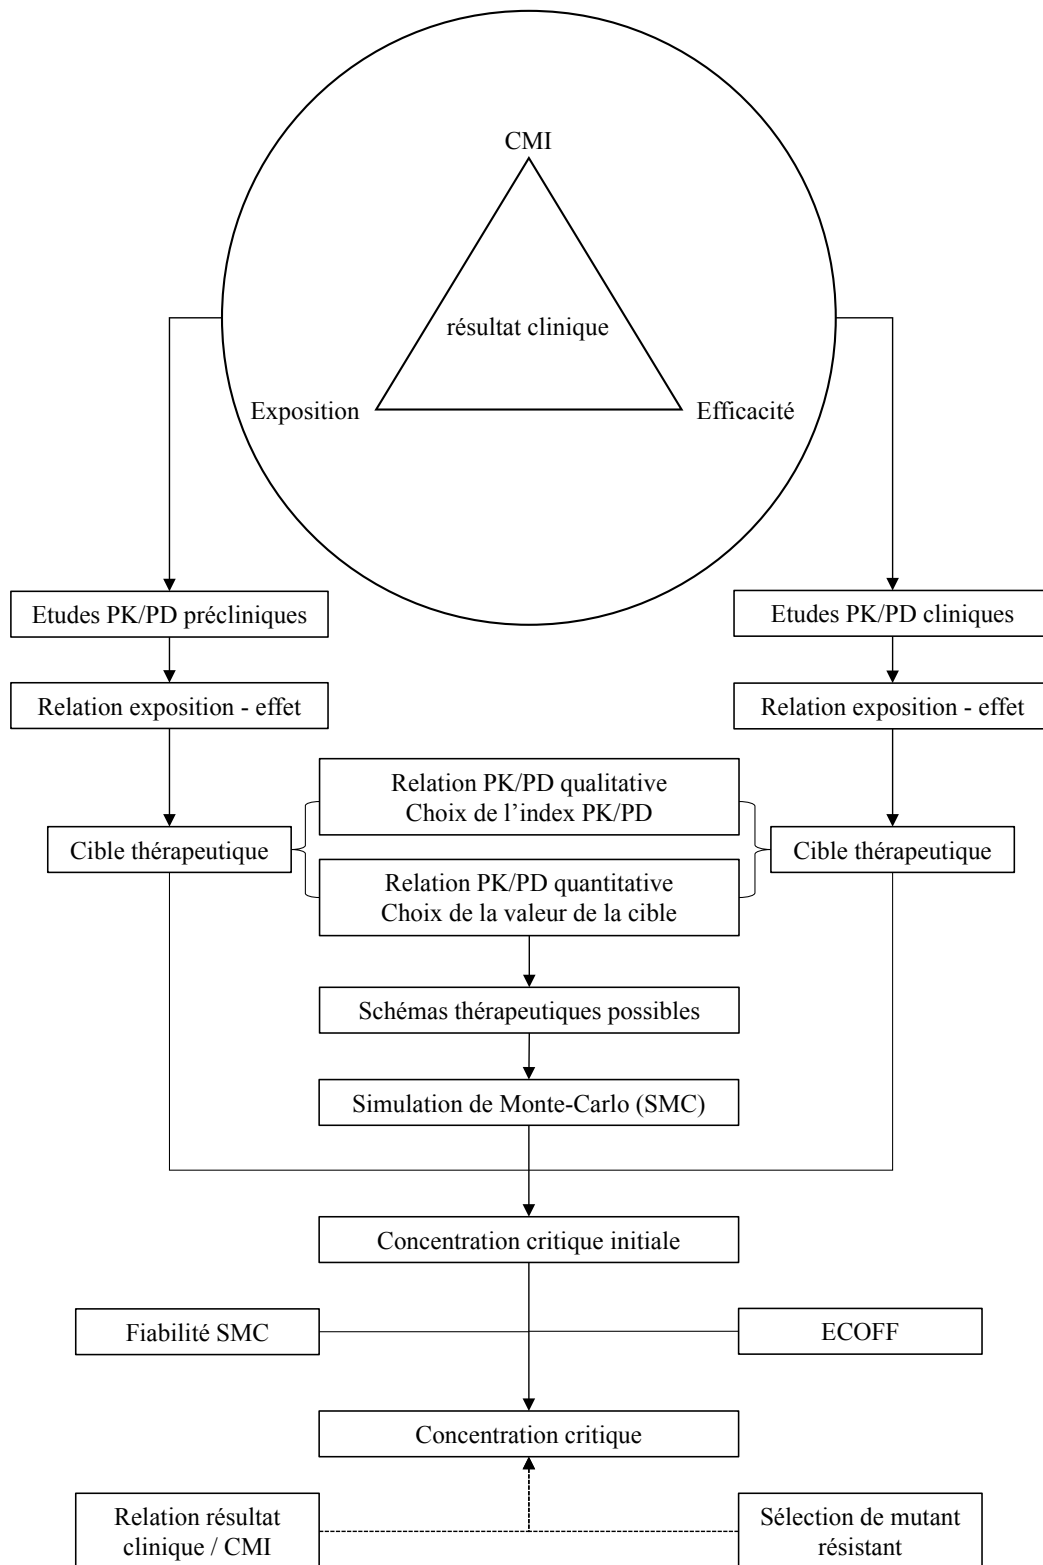 CMI
résultat clinique
Exposition
Efficacité
Etudes PK/PD précliniques
Etudes PK/PD cliniques
Relation exposition - effet
Relation exposition - effet
Relation PK/PD qualitative
Choix de l’index PK/PD
Cible thérapeutique
Cible thérapeutique
Relation PK/PD quantitative
Choix de la valeur de la cible
Schémas thérapeutiques possibles
Simulation de Monte-Carlo (SMC)
Concentration critique initiale
Fiabilité SMC
ECOFF
Concentration critique
Relation résultat
clinique / CMI
Sélection de mutant
résistant